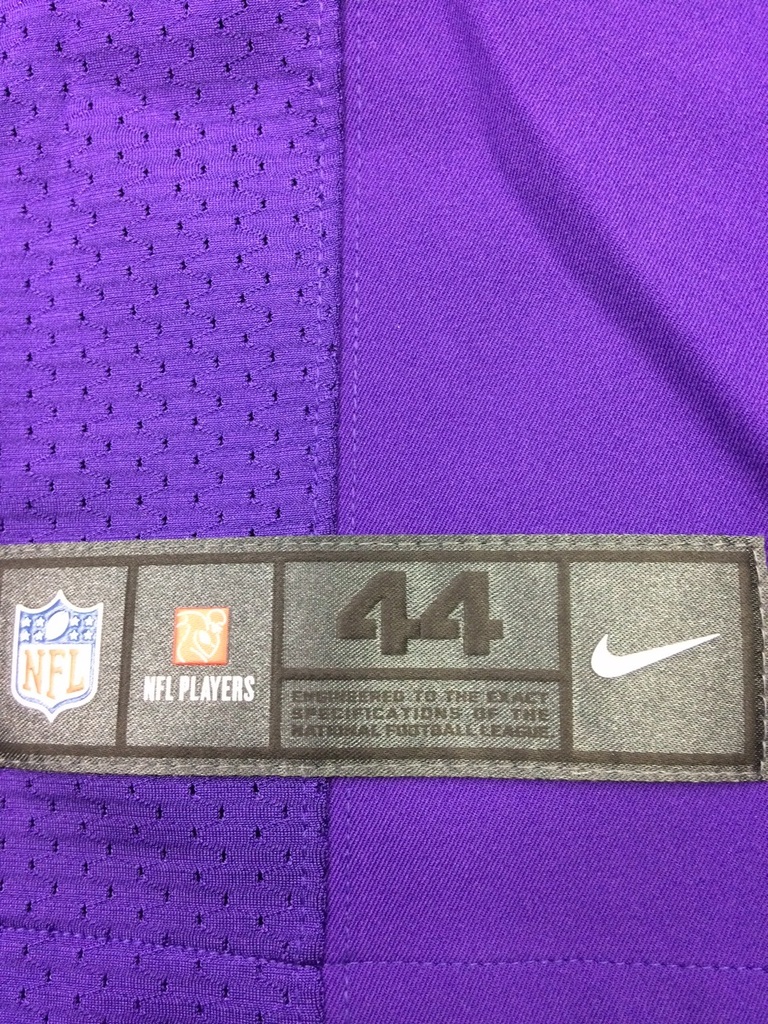 NFL
NFL PLAYERS
44
ENGINEERED TO THE EXACT
SPECIFICATIONS OF THE
NATIONAL FOOTBALL LEAGUE.